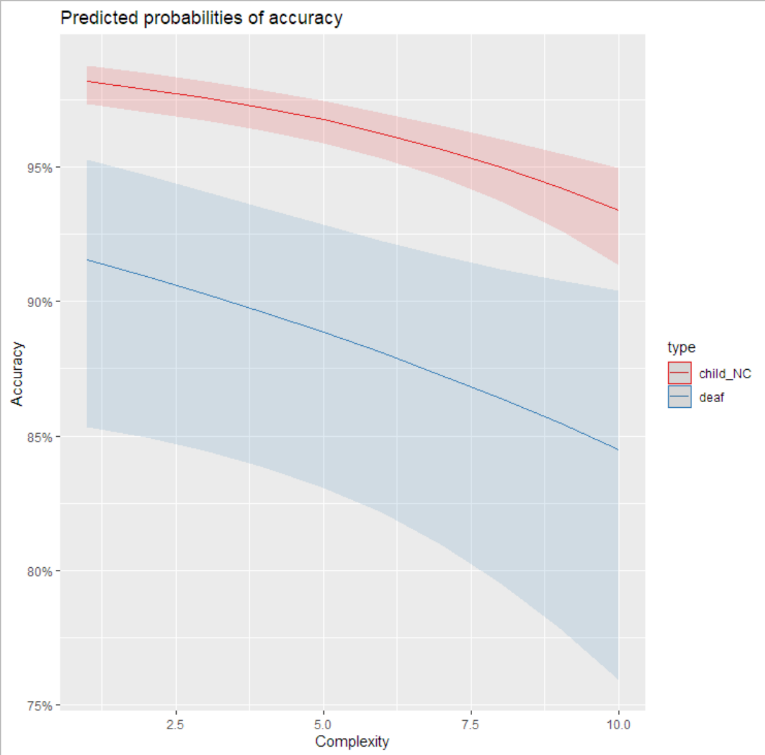 Predicted probabilities of accuracy
95%
90%
85%
80%
75%
Accuracy
2.5
5.0
7.5
10.0
Complexity
type
child_NC
deaf